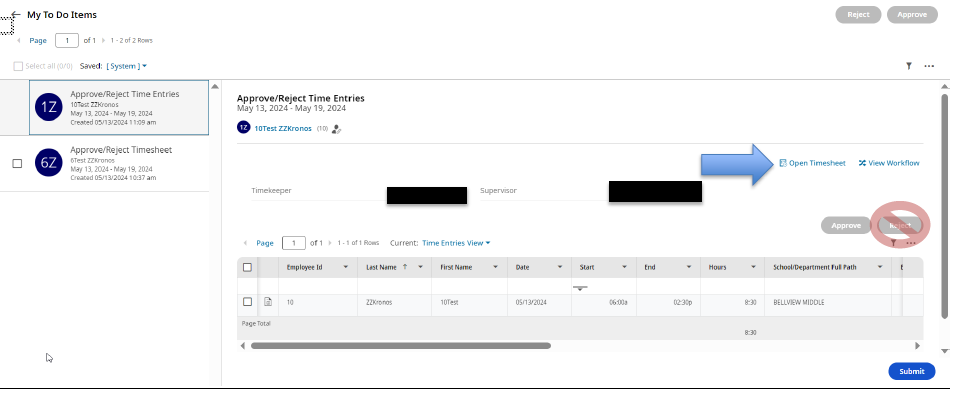 ← My To Do Items
Reject Approve
Page 1 of 1 1 - 2 of 2 Rows
Select all (0/0) Saved: [ System ]
1Z
Approve/Reject Time Entries
10Test ZZKronos
May 13, 2024 - May 19, 2024
Created 05/13/2024 11:09 am
6Z
Approve/Reject Timesheet
6Test ZZKronos
May 13, 2024 - May 19, 2024
Created 05/13/2024 10:37 am
Approve/Reject Time Entries
May 13, 2024 - May 19, 2024
1Z 10Test ZZKronos (10)
Open Timesheet View Workflow
Timekeeper Supervisor
Approve Reject
Page 1 of 1 1 - 1 of 1 Rows Current: Time Entries View
Employee Id Last Name ↑ First Name Date Start End Hours School/Department Full Path
10 ZZKronos 10Test 05/13/2024 06:00a 02:30p 8:30 BELLVIEW MIDDLE
Page Total
8:30
Submit